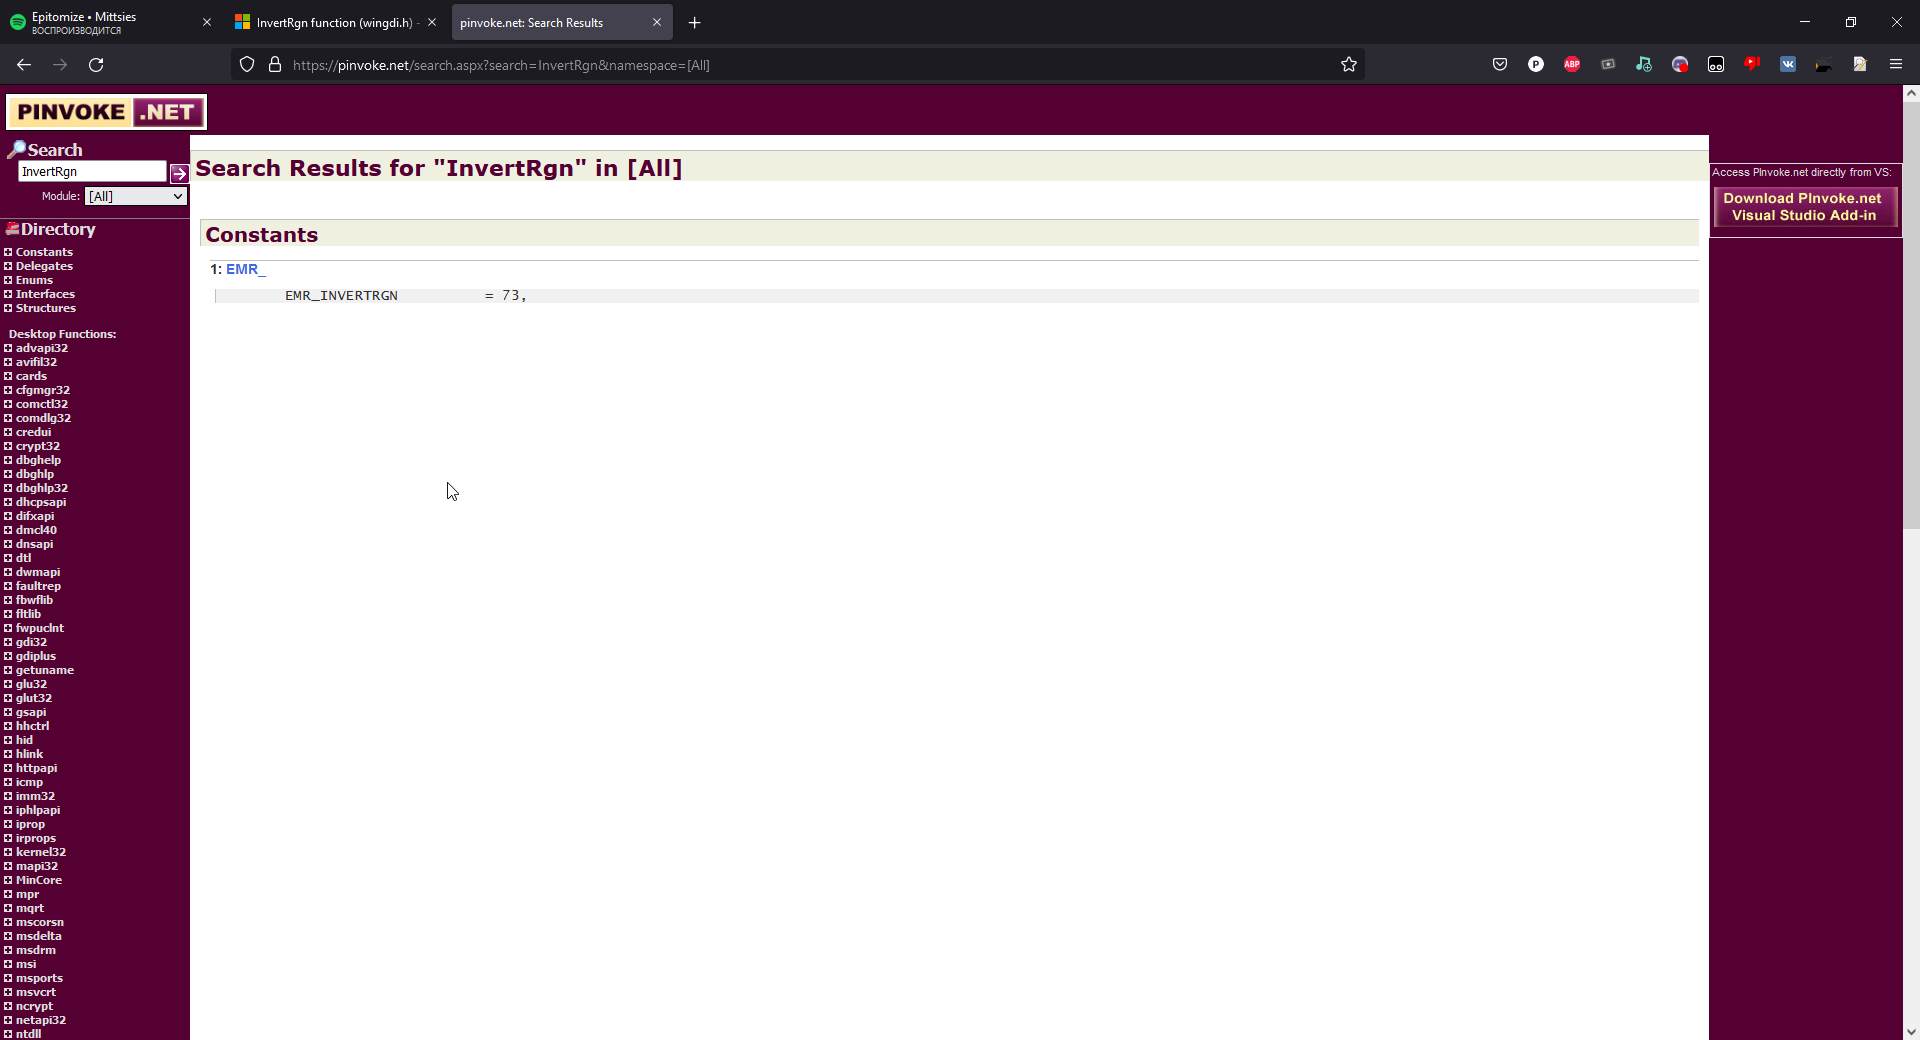 Epitomize • Mittsies
ВОСПРОИЗВОДИТСЯ
InvertRgn function (wingdi.h) -
pinvoke.net: Search Results
https://pinvoke.net/search.aspx?search=InvertRgn&namespace=[All]
P
ABP
PINVOKE .NET
Search
InvertRgn
Module: [All]
Search Results for "InvertRgn" in [All]
Access PInvoke.net directly from VS:
Download PInvoke.net
Visual Studio Add-in
Directory
Constants
Delegates
Enums
Interfaces
Structures
Constants
1: EMR_
EMR_INVERTRGN = 73,
Desktop Functions:
advapi32
avifil32
cards
cfgmgr32
comctl32
comdlg32
credui
crypt32
dbghelp
dbghlp
dbghlp32
dhcpsapi
difxapi
dmcl40
dnsapi
dtl
dwmapi
faultrep
fbwflib
fltlib
fwpuclnt
gdi32
gdiplus
getuname
glu32
glut32
gsapi
hhctrl
hid
hlink
httpapi
icmp
imm32
iphlpapi
iprop
irprops
kernel32
mapi32
MinCore
mpr
mqrt
mscorsn
msdelta
msdrm
msi
msports
msvcrt
ncrypt
netapi32
ntdll